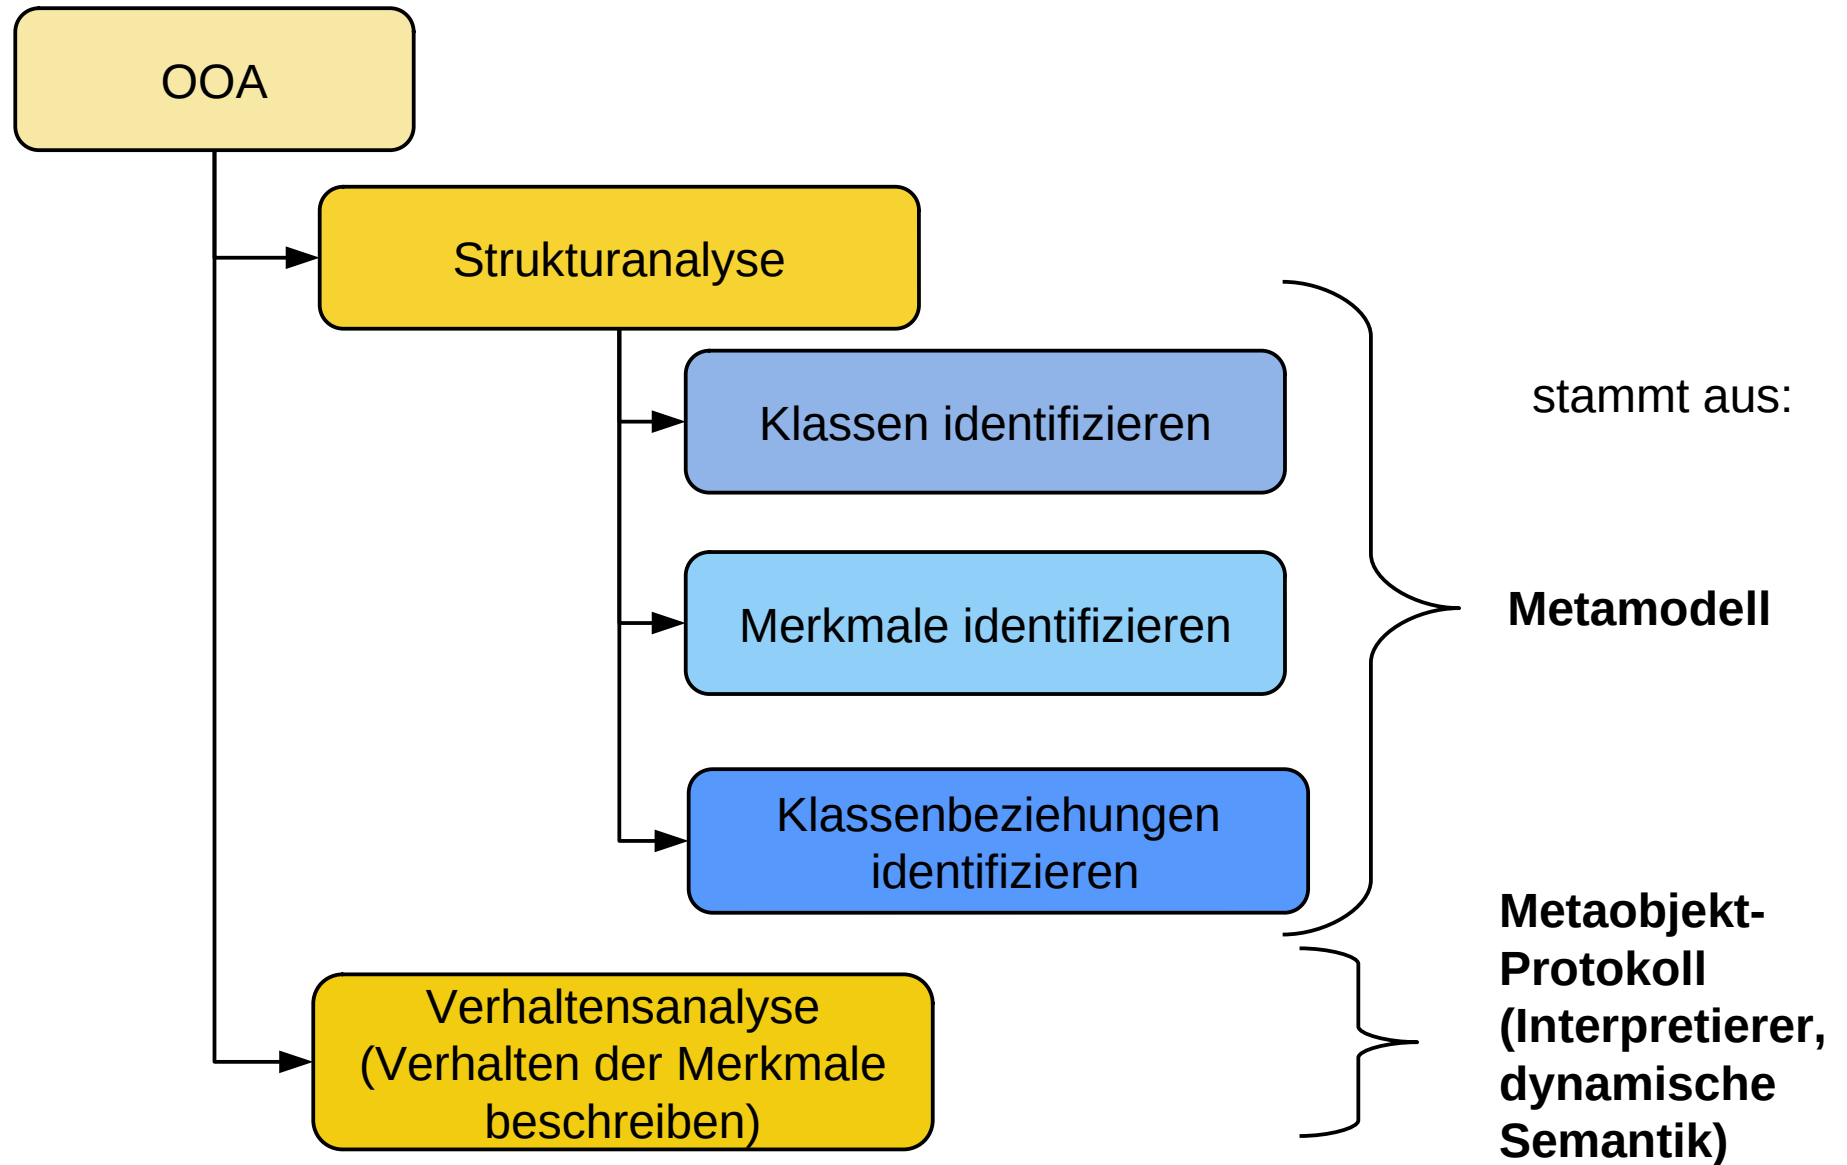 OOA
Strukturanalyse
Klassen identifizieren
stammt aus:
Merkmale identifizieren
Metamodell
Klassenbeziehungen
identifizieren
Verhaltensanalyse
(Verhalten der Merkmale
beschreiben)
Metaobjekt-
Protokoll
(Interpretierer,
dynamische
Semantik)